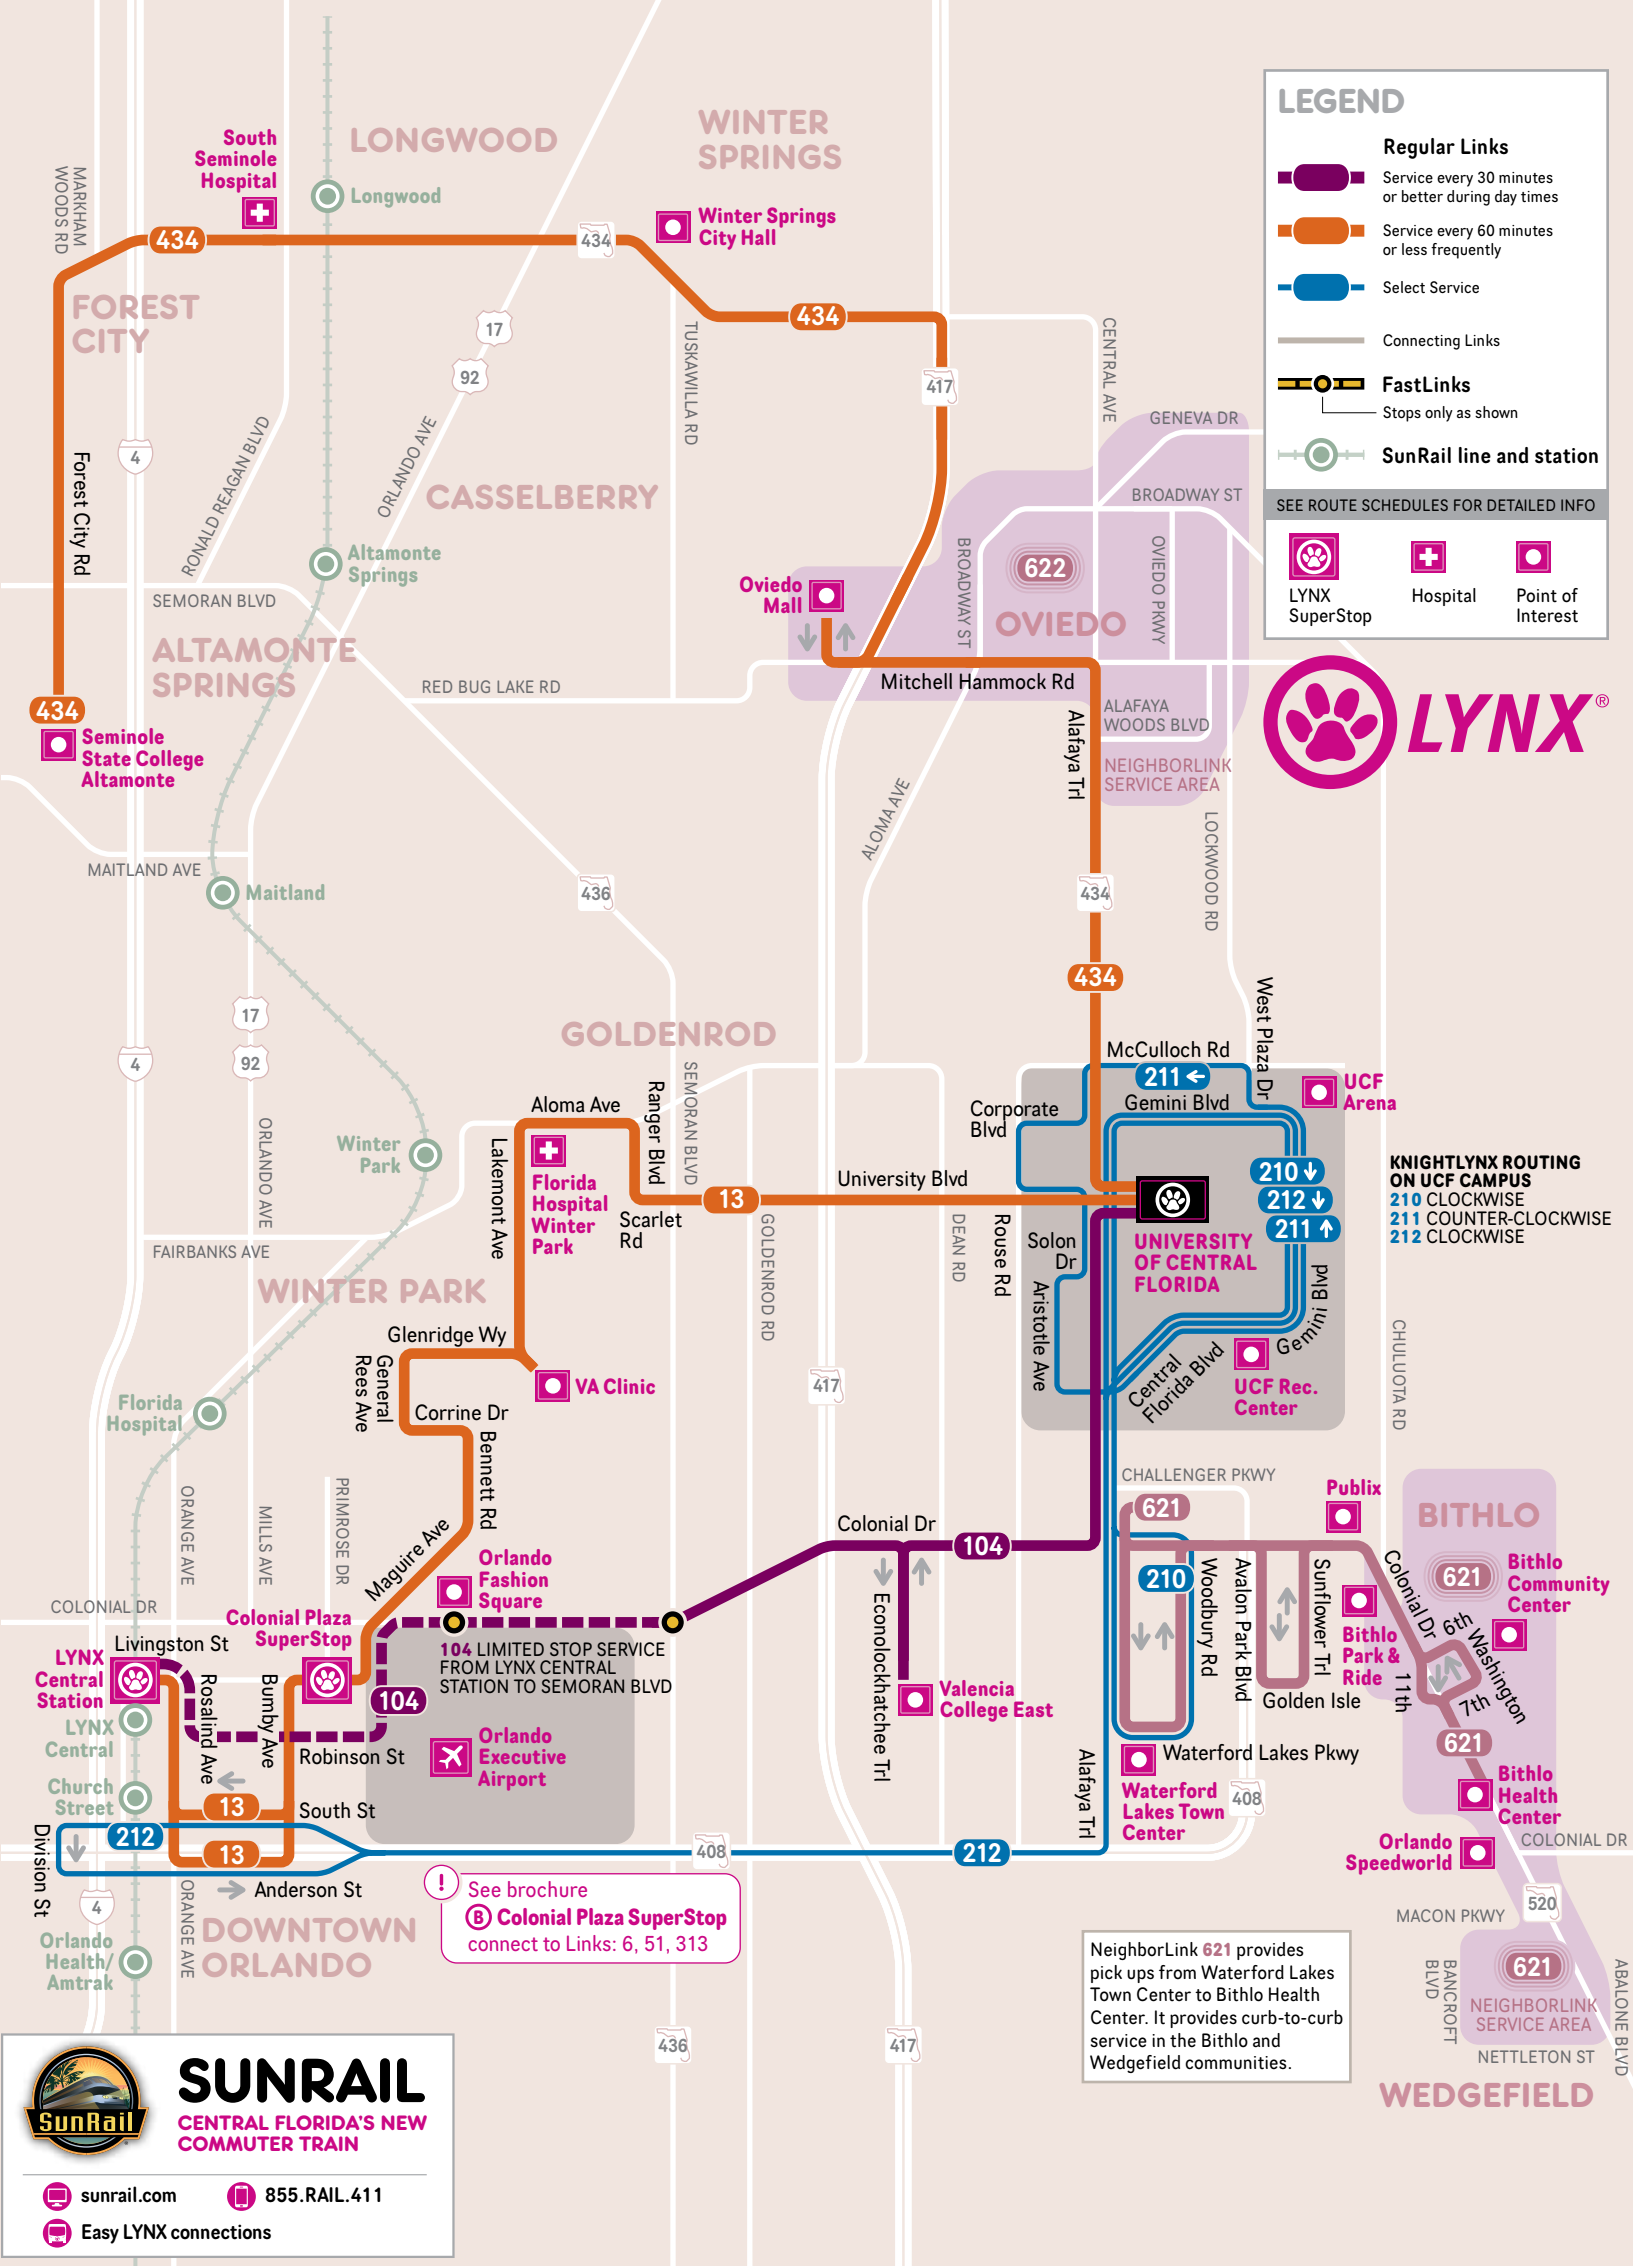 LEGEND
Regular Links
Service every 30 minutes
or better during day times
Service every 60 minutes
or less frequently
Select Service
Connecting Links
FastLinks
Stops only as shown
SunRail line and station
SEE ROUTE SCHEDULES FOR DETAILED INFO
LYNX
SuperStop
Hospital
Point of
Interest
LYNX®
South
Seminole
Hospital
LONGWOOD
Longwood
WINTER
SPRINGS
MARKHAM
WOODS RD
434
434
Winter Springs
City Hall
FOREST
CITY
434
17
92
TUSKAWILLA RD
417
CENTRAL AVE
GENEVA DR
4
Forest City Rd
RONALD REAGAN BLVD
ORLANDO AVE
CASSELBERRY
BROADWAY ST
BROADWAY ST
OVIEDO PKWY
622
OVIEDO
Altamonte
Springs
SEMORAN BLVD
Oviedo
Mall
ALTAMONTE
SPRINGS
RED BUG LAKE RD
Mitchell Hammock Rd
434
Seminole
State College
Altamonte
Alafaya Trl
ALAFAYA
WOODS BLVD
NEIGHBORLINK
SERVICE AREA
ALOMA AVE
LOCKWOOD RD
MAITLAND AVE
Maitland
436
434
434
West Plaza Dr
17
92
4
GOLDENROD
McCulloch Rd
211
Gemini Blvd
UCF
Arena
Corporate
Blvd
Aloma Ave
Ranger Blvd
SEMORAN BLVD
ORLANDO AVE
Winter
Park
Lakemont Ave
Florida
Hospital
Winter
Park
University Blvd
13
Scarlet
Rd
GOLDENROD RD
DEAN RD
Rouse Rd
Solon
Dr
Aristotle Ave
210
212
211
UNIVERSITY
OF CENTRAL
FLORIDA
KNIGHTLYNX ROUTING
ON UCF CAMPUS
210 CLOCKWISE
211 COUNTER-CLOCKWISE
212 CLOCKWISE
FAIRBANKS AVE
WINTER PARK
Gemini Blvd
Central
Florida Blvd
UCF Rec.
Center
CHULUOTA RD
Glenridge Wy
General
Rees Ave
VA Clinic
417
Florida
Hospital
Corrine Dr
Bennett Rd
ORANGE AVE
MILLS AVE
PRIMROSE DR
Maguire Ave
CHALLENGER PKWY
621
Publix
BITHLO
Colonial Dr
104
Orlando
Fashion
Square
210
Woodbury Rd
Avalon Park Blvd
Sunflower Trl
Colonial Dr
621
Bithlo
Community
Center
COLONIAL DR
Colonial Plaza
SuperStop
Livingston St
LYNX
Central
Station
LYNX
Central
104 LIMITED STOP SERVICE
FROM LYNX CENTRAL
STATION TO SEMORAN BLVD
104
Econolockhatchee Trl
Valencia
College East
Bithlo
Park &
Ride
6th
Washington
11th
7th
Golden Isle
Rosalind Ave
Bumby Ave
Robinson St
Orlando
Executive
Airport
621
Alafaya Trl
Waterford Lakes Pkwy
Waterford
Lakes Town
Center
408
Bithlo
Health
Center
Church
Street
13
South St
212
13
Division St
408
212
Orlando
Speedworld
COLONIAL DR
Anderson St
4
ORANGE AVE
DOWNTOWN
ORLANDO
Orlando
Health/
Amtrak
!
See brochure
B Colonial Plaza SuperStop
connect to Links: 6, 51, 313
520
MACON PKWY
BANCROFT
BLVD
621
NEIGHBORLINK
SERVICE AREA
ABALONE BLVD
NETTLETON ST
WEDGEFIELD
NeighborLink 621 provides
pick ups from Waterford Lakes
Town Center to Bithlo Health
Center. It provides curb-to-curb
service in the Bithlo and
Wedgefield communities.
436
417
SunRail
SUNRAIL
CENTRAL FLORIDA'S NEW
COMMUTER TRAIN
sunrail.com
855.RAIL.411
Easy LYNX connections